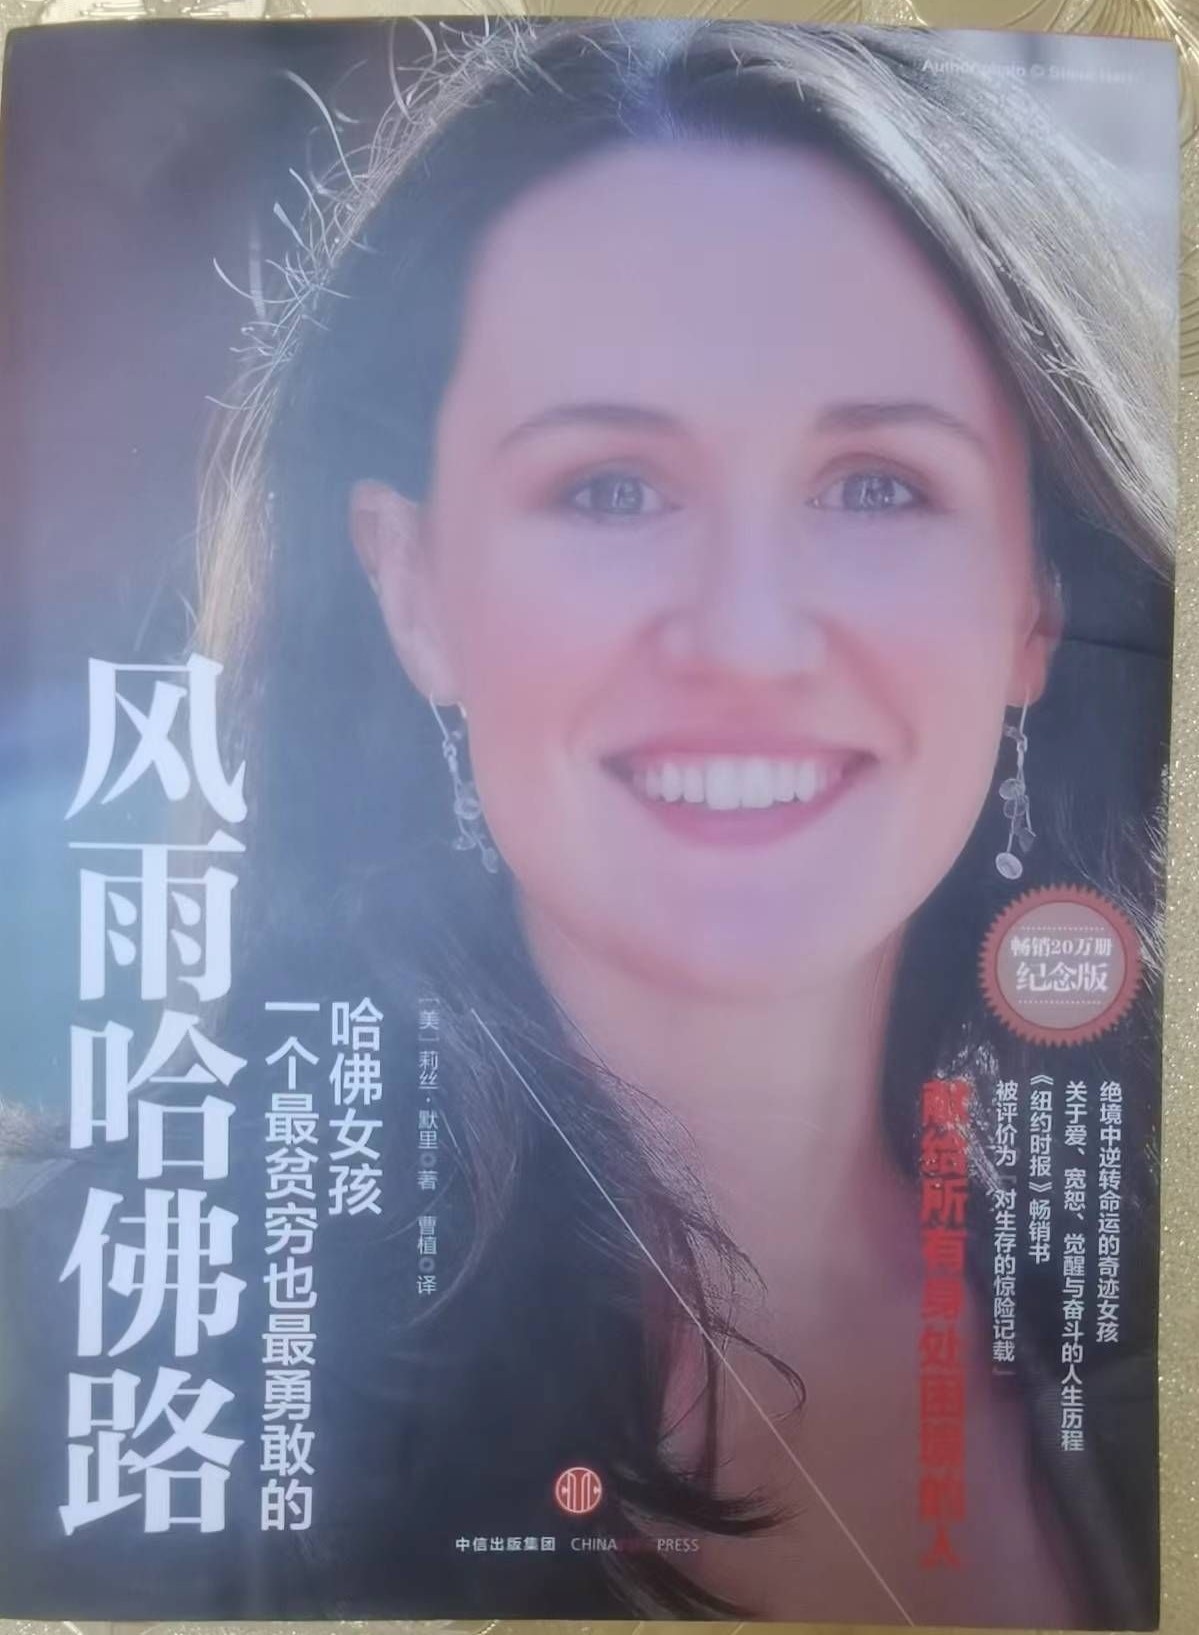 Author photo ©
风雨哈佛路
一个最贫穷也最勇敢的
哈佛女孩
[美]莉丝·默里◎著 曹植◎译
畅销20万册
纪念版
绝境中逆转命运的奇迹女孩
关于爱、宽恕、觉醒与奋斗的人生历程
《纽约时报》畅销书
被评价为「对生存的惊险记载」
献给所有身处困境的人
中信出版集团 CHINA PRESS